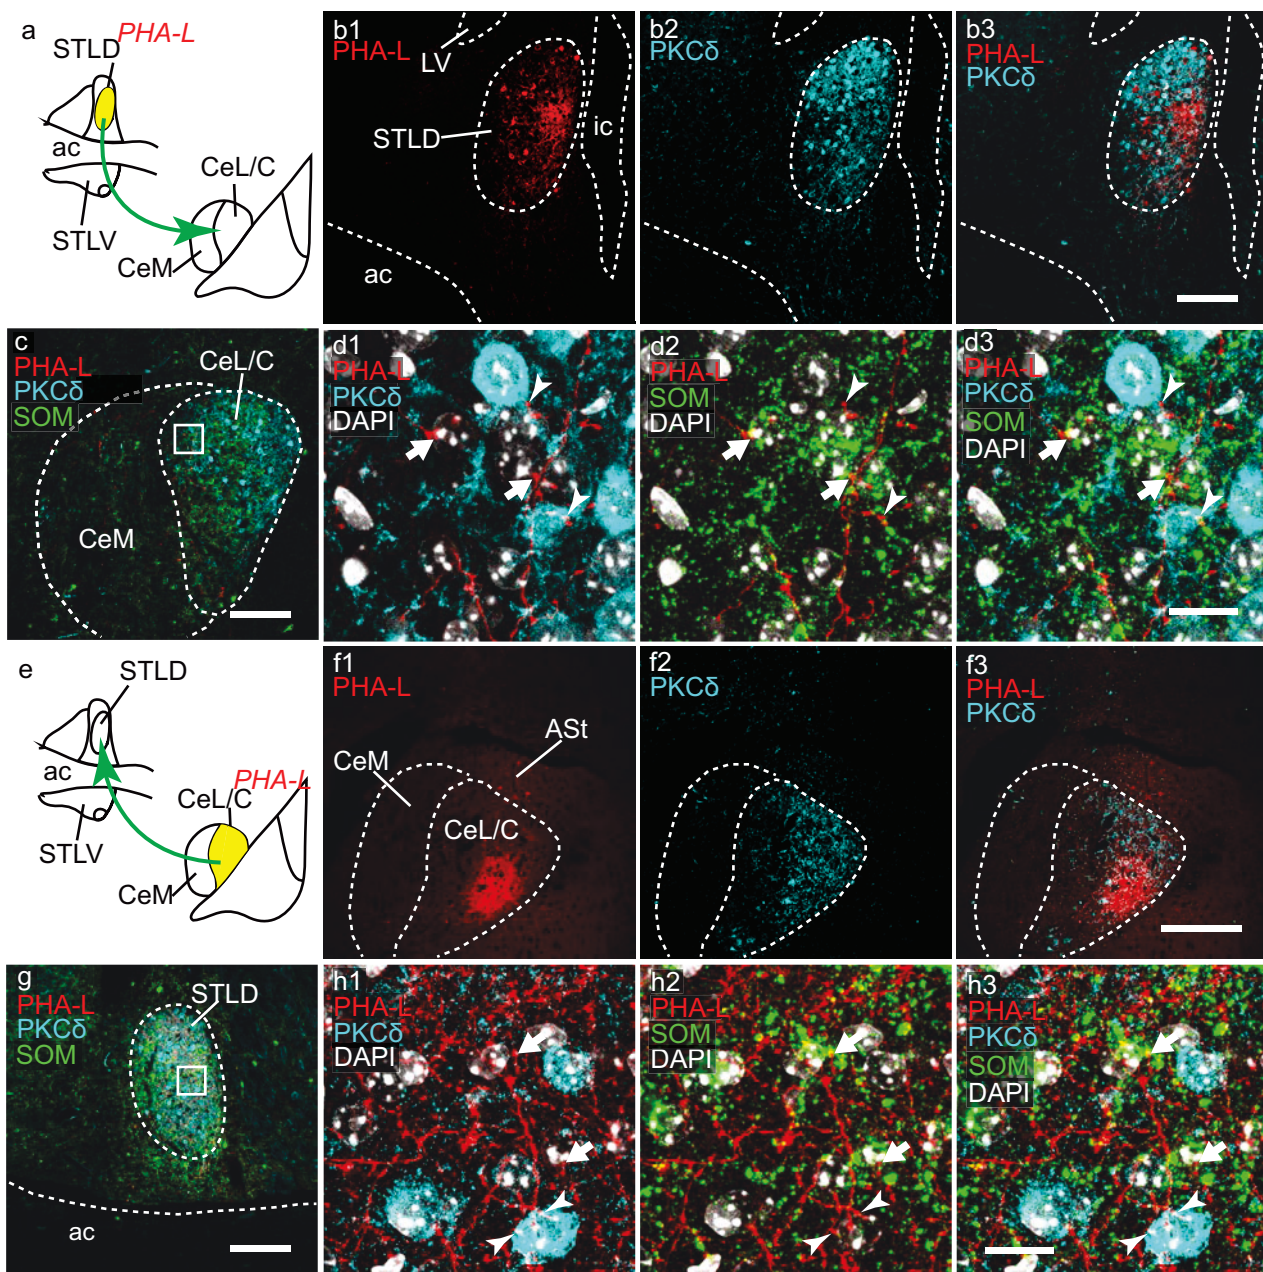 a
PHA-L
STLD
ac
CeL/C
STLV
CeM
b1
PHA-L
LV
STLD
ic
ac
b2
PKCδ
b3
PHA-L
PKCδ
c
PHA-L
PKCδ
SOM
CeL/C
CeM
d1
PHA-L
PKCδ
DAPI
d2
PHA-L
SOM
DAPI
d3
PHA-L
PKCδ
SOM
DAPI
e
STLD
ac
PHA-L
CeL/C
STLV
CeM
f1
PHA-L
ASt
CeM
CeL/C
f2
PKCδ
f3
PHA-L
PKCδ
g
STLD
PHA-L
PKCδ
SOM
ac
h1
PHA-L
PKCδ
DAPI
h2
PHA-L
SOM
DAPI
h3
PHA-L
PKCδ
SOM
DAPI